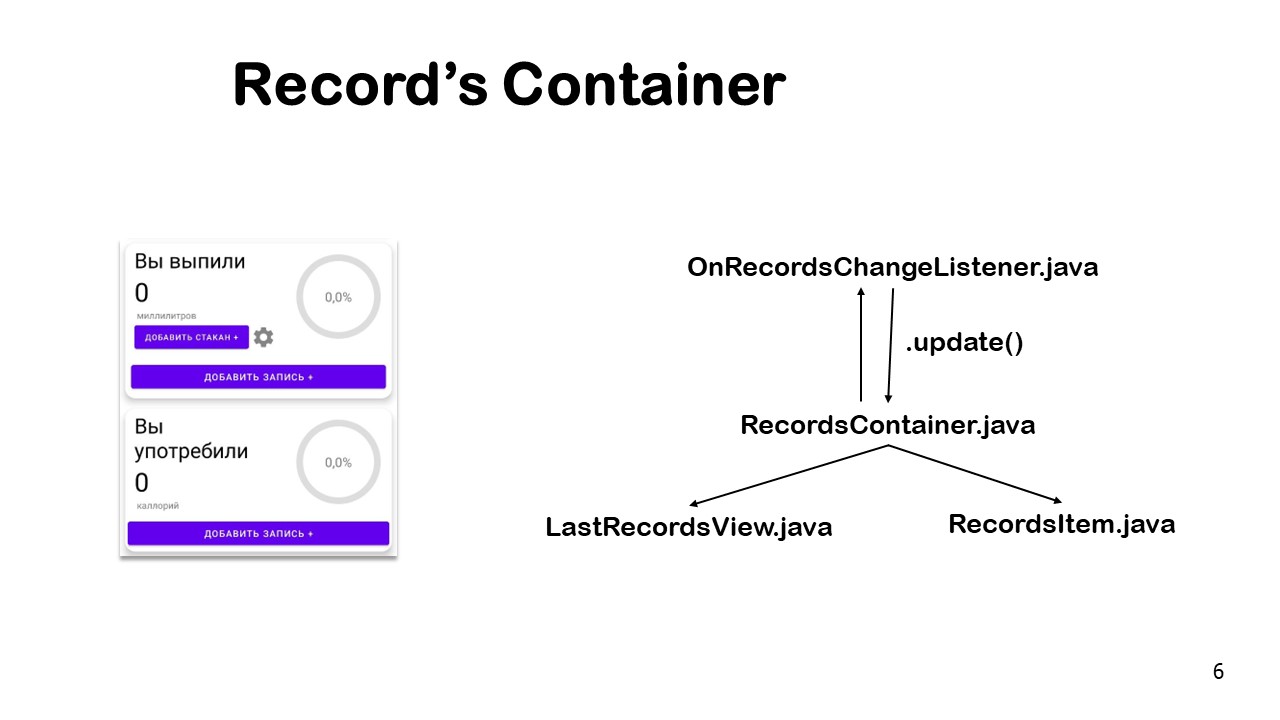 Record’s Container
Вы выпили
0
миллилитров
0,0%
ДОБАВИТЬ СТАКАН +
ДОБАВИТЬ ЗАПИСЬ +
Вы
употребили
0
каллорий
0,0%
ДОБАВИТЬ ЗАПИСЬ +
OnRecordsChangeListener.java
.update()
RecordsContainer.java
LastRecordsView.java
RecordsItem.java
6